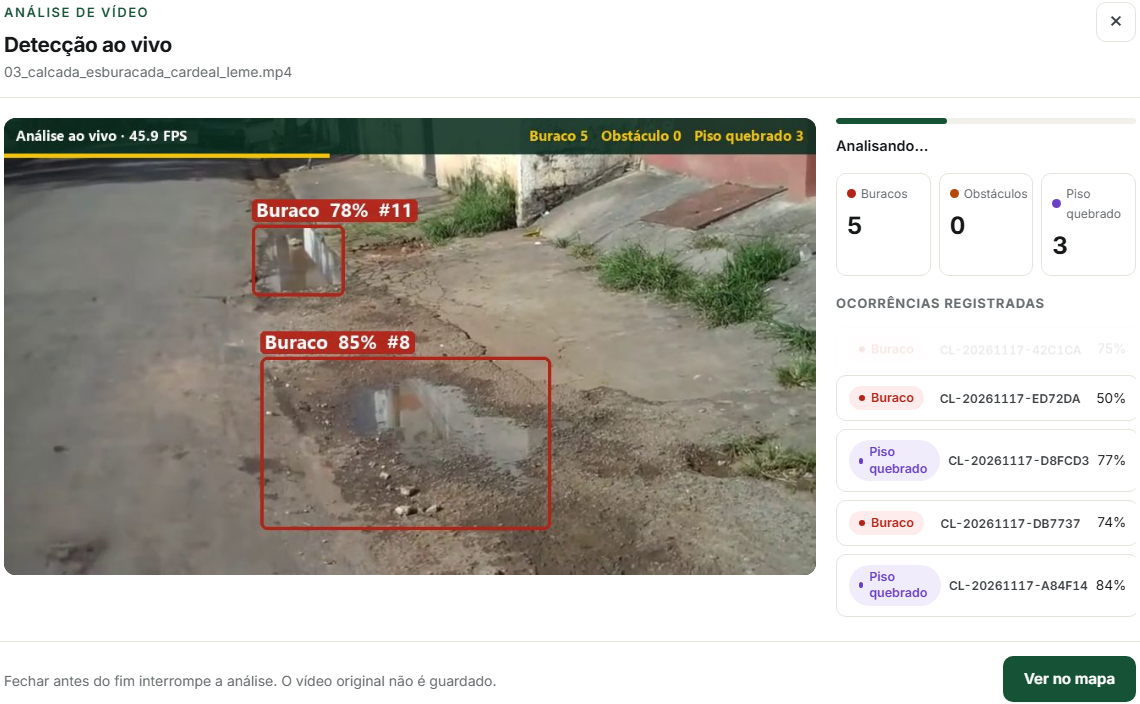 ANÁLISE DE VÍDEO
Detecção ao vivo
03_calcada_esburacada_cardeal_leme.mp4
Análise ao vivo · 45.9 FPS
Buraco 5 Obstáculo 0 Piso quebrado 3
Buraco 78% #11
Buraco 85% #8
Analisando...
Buracos
5
Obstáculos
0
Piso
quebrado
3
OCORRÊNCIAS REGISTRADAS
Buraco CL-20261117-42C1CA 75%
Buraco CL-20261117-ED72DA 50%
Piso
quebrado CL-20261117-D8FCD3 77%
Buraco CL-20261117-DB7737 74%
Piso
quebrado CL-20261117-A84F14 84%
Fechar antes do fim interrompe a análise. O vídeo original não é guardado.
Ver no mapa